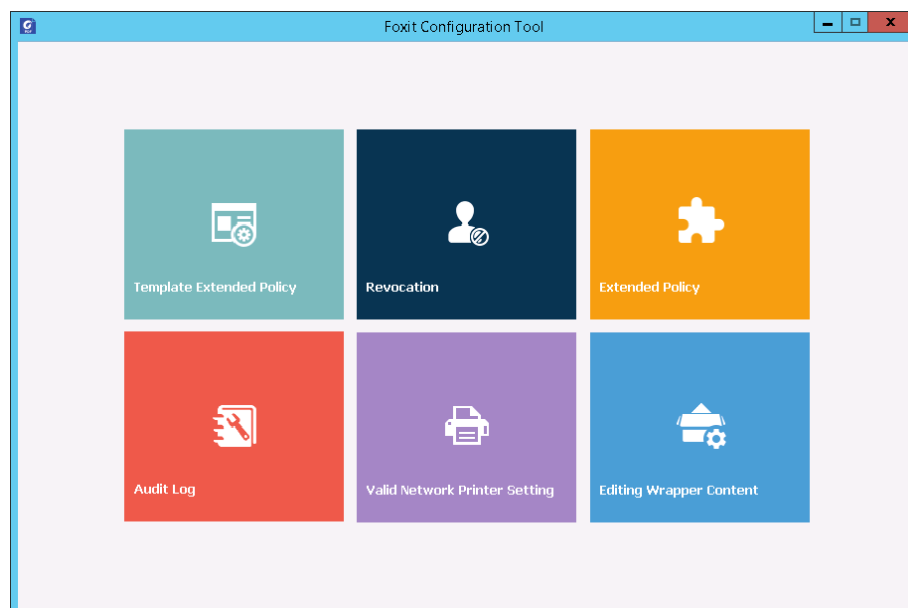 Foxit Configuration Tool
Template Extended Policy
Revocation
Extended Policy
Audit Log
Valid Network Printer Setting
Editing Wrapper Content